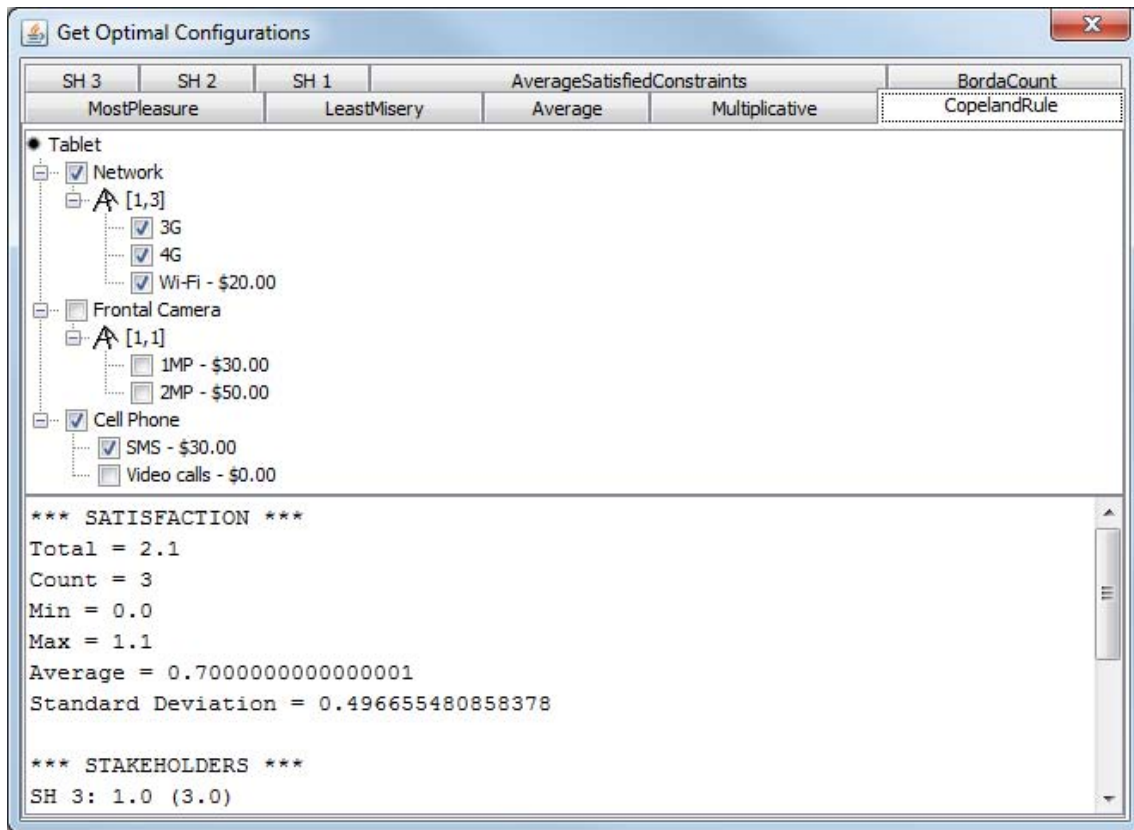 Get Optimal Configurations
SH 3 SH 2 SH 1 AverageSatisfiedConstraints BordaCount
MostPleasure LeastMisery Average Multiplicative CopelandRule
Tablet
Network
[1,3]
3G
4G
Wi-Fi - $20.00
Frontal Camera
[1,1]
1MP - $30.00
2MP - $50.00
Cell Phone
SMS - $30.00
Video calls - $0.00
*** SATISFACTION ***
Total = 2.1
Count = 3
Min = 0.0
Max = 1.1
Average = 0.7000000000000001
Standard Deviation = 0.496655480858378
*** STAKEHOLDERS ***
SH 3: 1.0 (3.0)